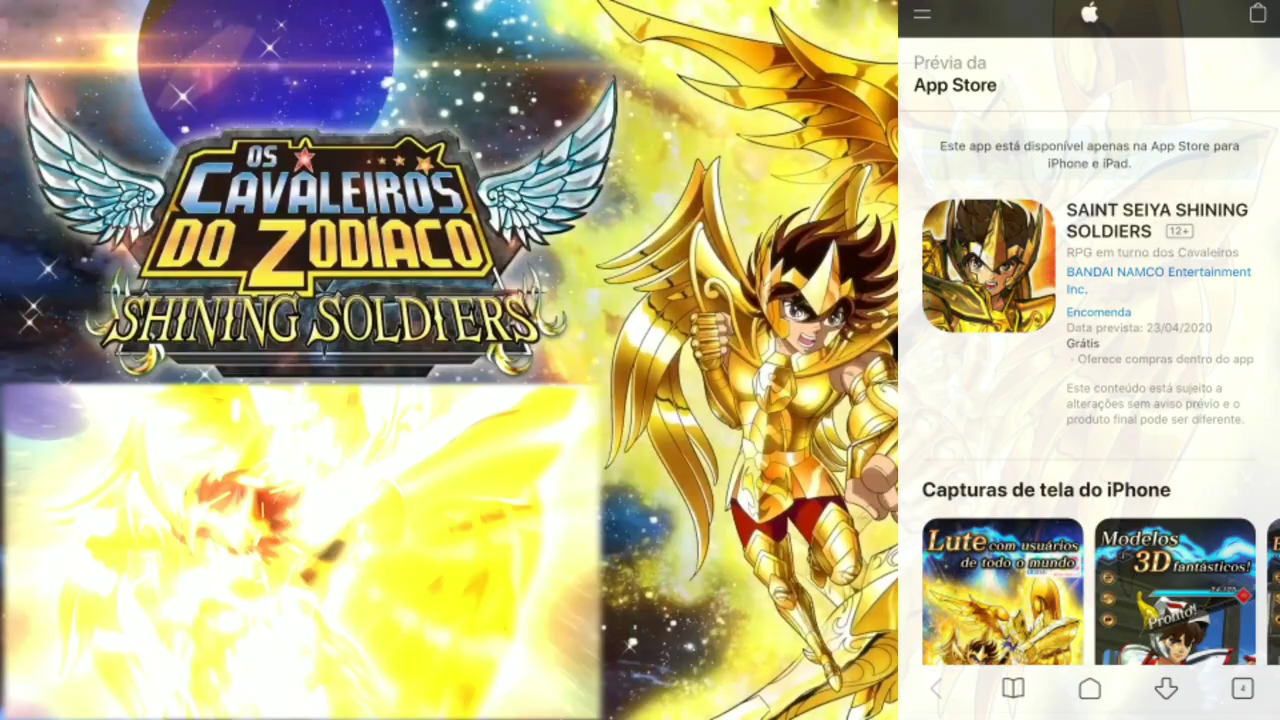 OS
CAVALEIROS
DO ZODÍACO
SHINING SOLDIERS
Prévia da
App Store
Este app está disponível apenas na App Store para
iPhone e iPad.
SAINT SEIYA SHINING
SOLDIERS 12+
RPG em turno dos Cavaleiros
BANDAI NAMCO Entertainment
Inc.
Encomenda
Data prevista: 23/04/2020
Grátis
Oferece compras dentro do app
Este conteúdo está sujeito a
alterações sem aviso prévio e o
produto final pode ser diferente.
Capturas de tela do iPhone
Lute com usuários
de todo o mundo
Modelos
3D fantásticos!
Pronto!
4